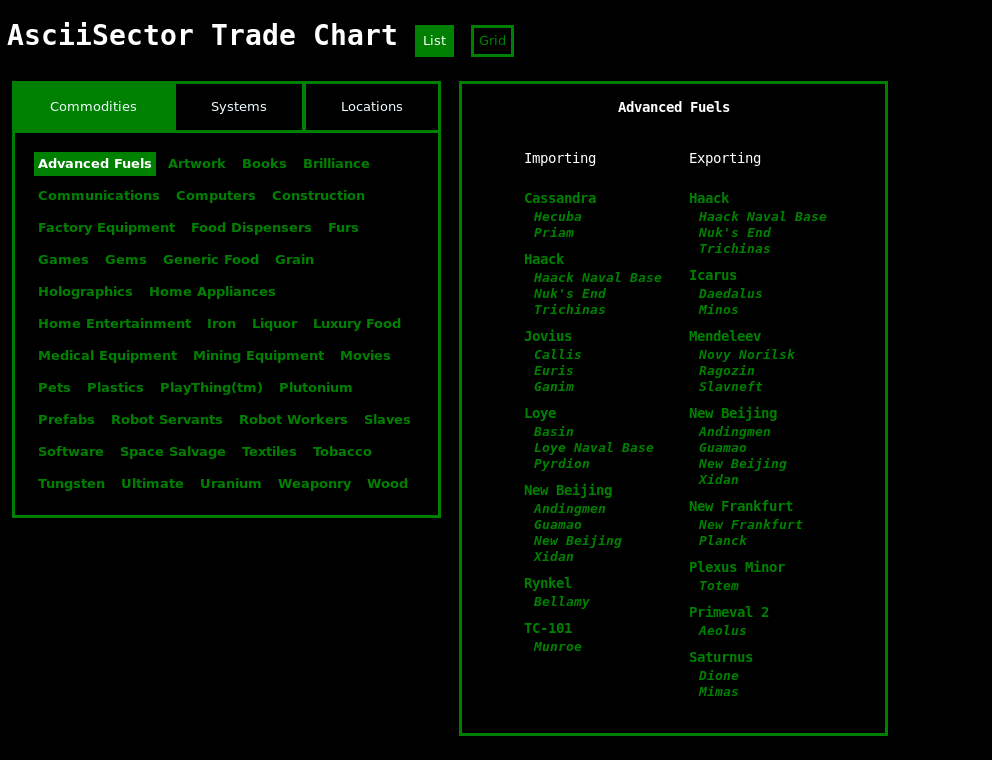 AsciiSector Trade Chart List Grid
Commodities Systems Locations
Advanced Fuels Artwork Books Brilliance
Communications Computers Construction
Factory Equipment Food Dispensers Furs
Games Gems Generic Food Grain
Holographics Home Appliances
Home Entertainment Iron Liquor Luxury Food
Medical Equipment Mining Equipment Movies
Pets Plastics PlayThing(tm) Plutonium
Prefabs Robot Servants Robot Workers Slaves
Software Space Salvage Textiles Tobacco
Tungsten Ultimate Uranium Weaponry Wood
Advanced Fuels
Importing
Cassandra
Hecuba
Priam
Haack
Haack Naval Base
Nuk's End
Trichinas
Jovius
Callis
Euris
Ganim
Loye
Basin
Loye Naval Base
Pyrdion
New Beijing
Andingmen
Guamao
New Beijing
Xidan
Rynkel
Bellamy
TC-101
Munroe
Exporting
Haack
Haack Naval Base
Nuk's End
Trichinas
Icarus
Daedalus
Minos
Mendeleev
Novy Norilsk
Ragozin
Slavneft
New Beijing
Andingmen
Guamao
New Beijing
Xidan
New Frankfurt
New Frankfurt
Planck
Plexus Minor
Totem
Primeval 2
Aeolus
Saturnus
Dione
Mimas